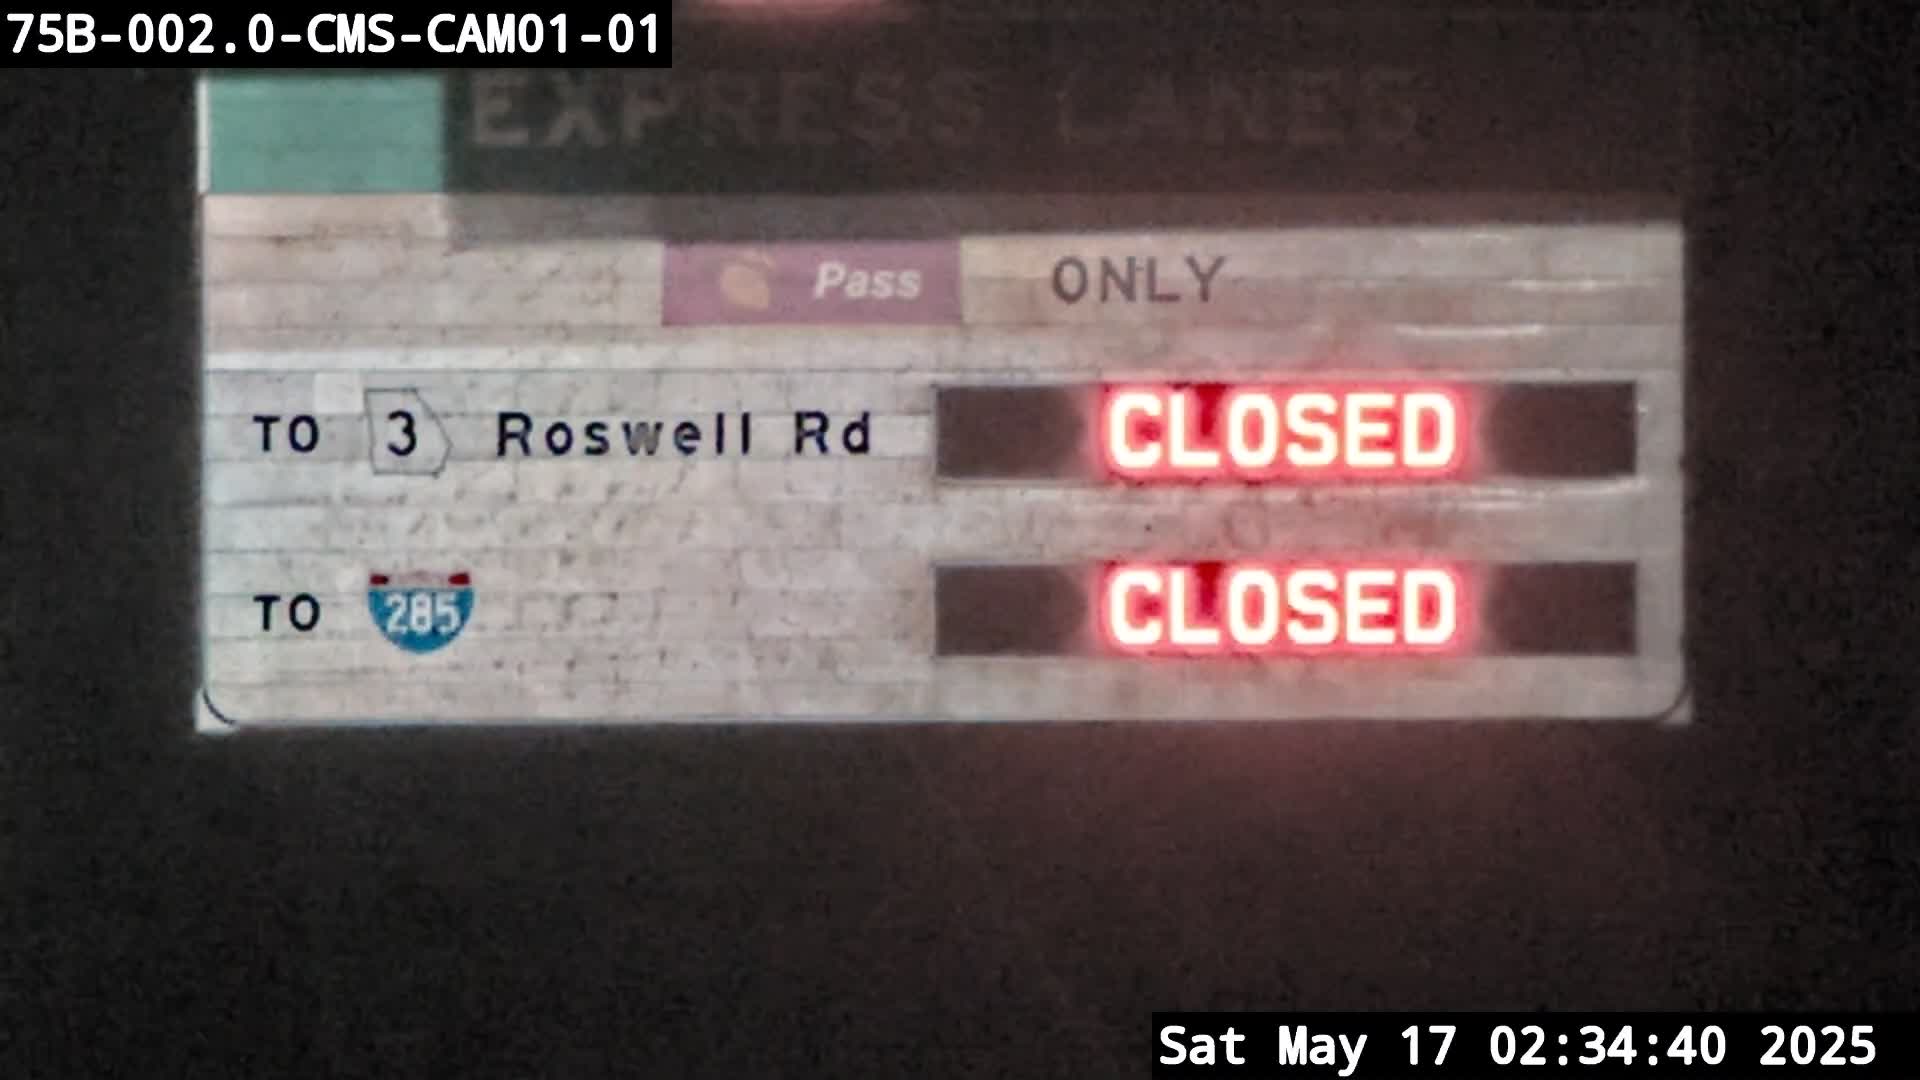 75B-002.0-CMS-CAM01-01
EXPRESS LANES
Pass ONLY
TO 3 Roswell Rd CLOSED
TO 285 CLOSED
Sat May 17 02:34:40 2025